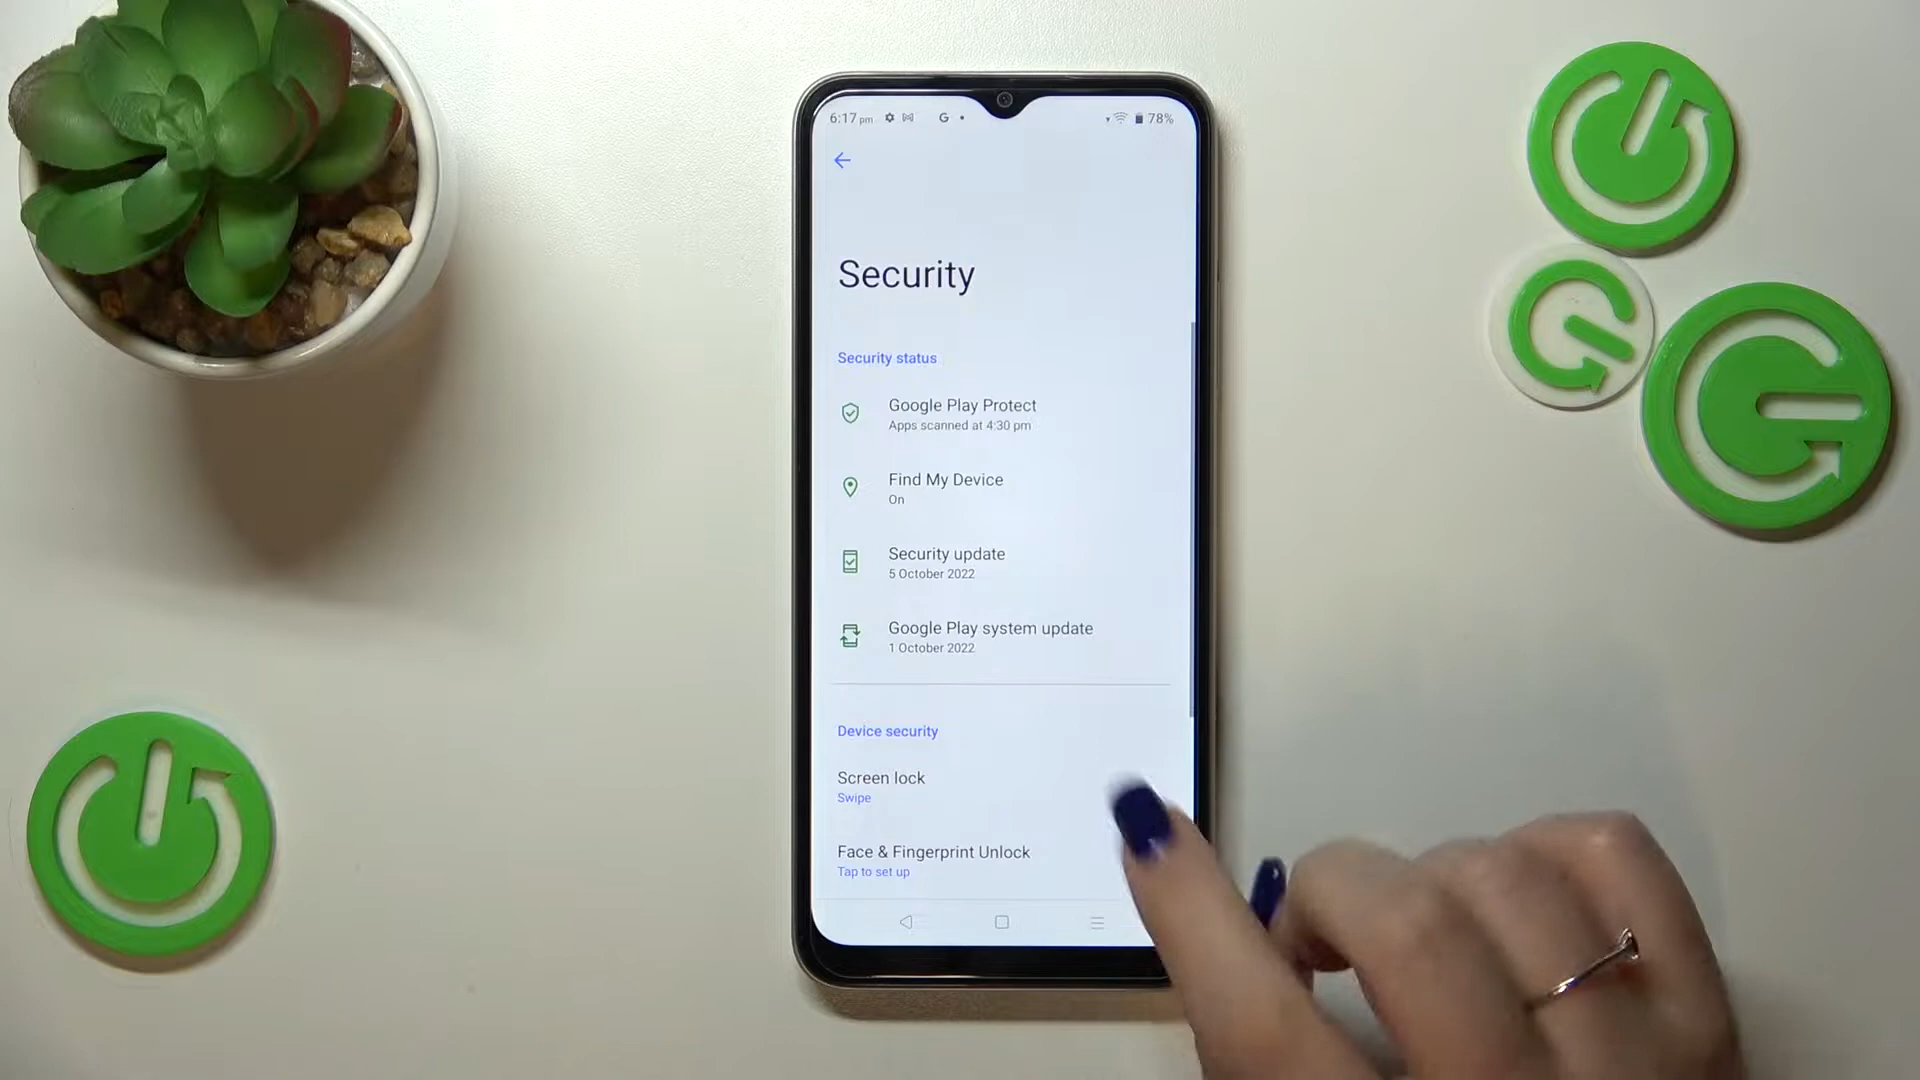 6:17 pm G 78%
Security
Security status
Google Play Protect
Apps scanned at 4:30 pm
Find My Device
On
Security update
5 October 2022
Google Play system update
1 October 2022
Device security
Screen lock
Swipe
Face & Fingerprint Unlock
Tap to set up